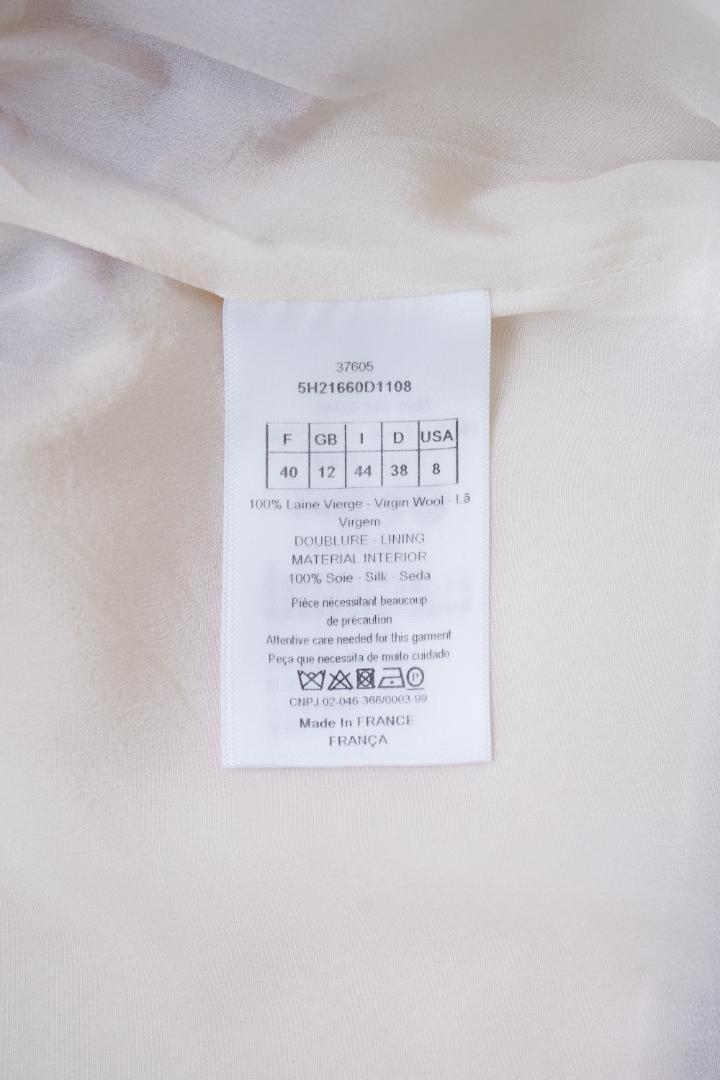 37605
5H21660D1108
F GB I D USA
40 12 44 38 8
100% Laine Vierge - Virgin Wool - Lã
Virgem
DOUBLURE - LINING
MATERIAL INTERIOR
100% Soie - Silk - Seda
Pièce nécessitant beaucoup
de précaution
Attentive care needed for this garment
Peça que necessita de muito cuidado
P
CNPJ 02-046-366/0003-99
Made In FRANCE
FRANÇA